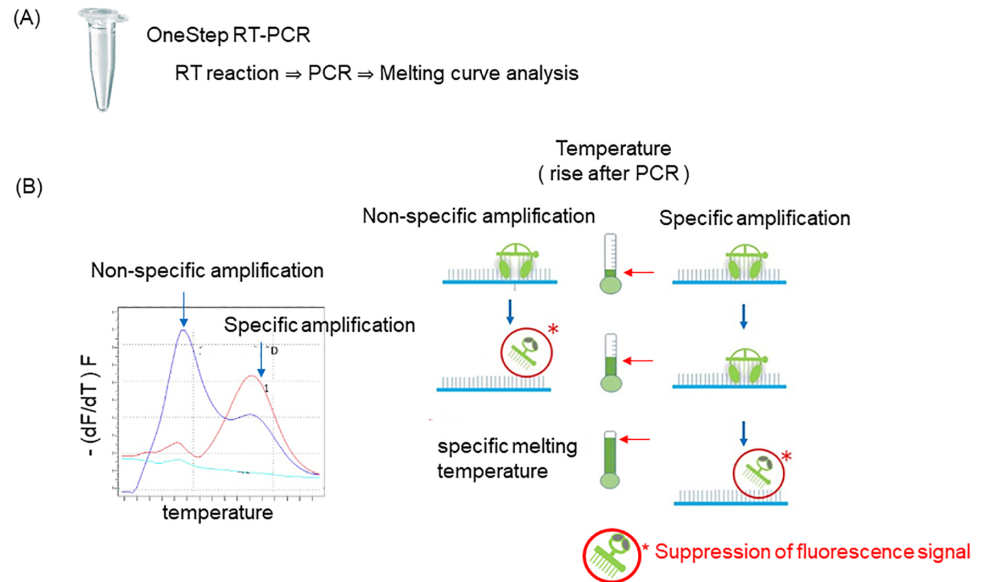 (A)
OneStep RT-PCR
RT reaction ⇒ PCR ⇒ Melting curve analysis
Temperature
( rise after PCR )
(B)
Non-specific amplification
Specific amplification
Non-specific amplification
Specific amplification
*
D
1
- (dF/dT) F
temperature
specific melting
temperature
*
* Suppression of fluorescence signal